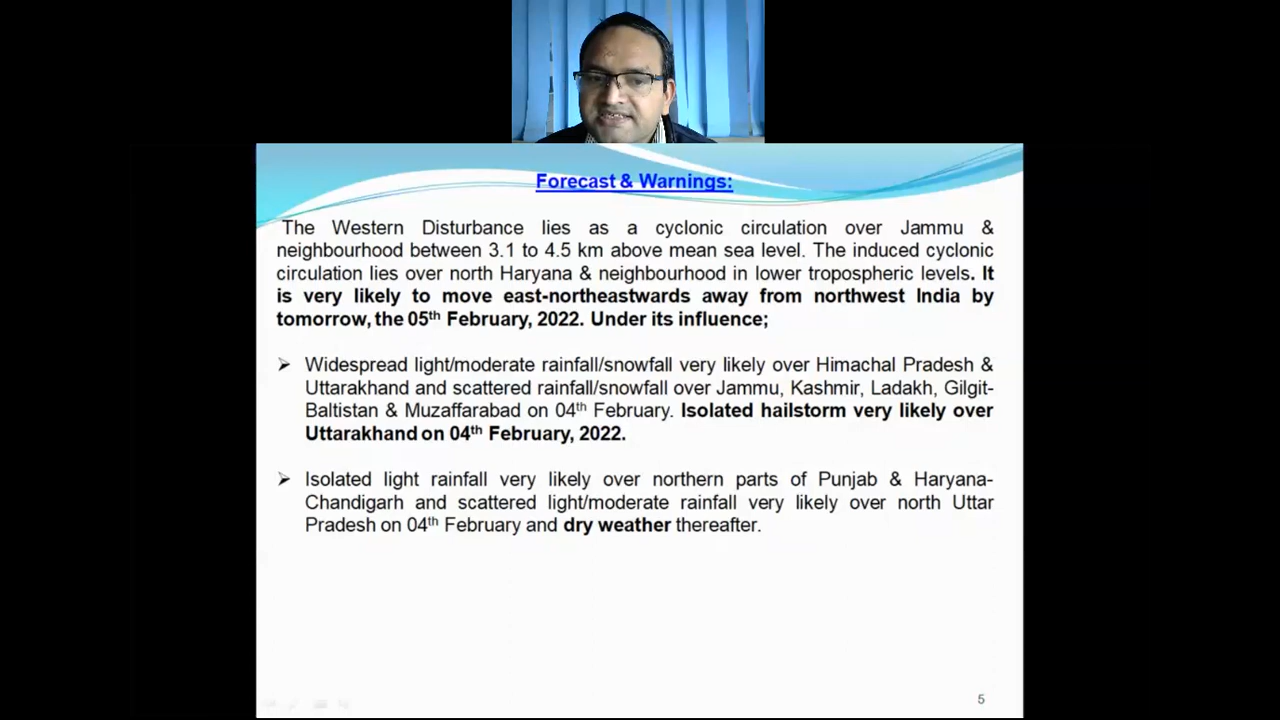 Forecast & Warnings:
The Western Disturbance lies as a cyclonic circulation over Jammu &
neighbourhood between 3.1 to 4.5 km above mean sea level. The induced cyclonic
circulation lies over north Haryana & neighbourhood in lower tropospheric levels. It
is very likely to move east-northeastwards away from northwest India by
tomorrow, the 05th February, 2022. Under its influence;
➢ Widespread light/moderate rainfall/snowfall very likely over Himachal Pradesh &
Uttarakhand and scattered rainfall/snowfall over Jammu, Kashmir, Ladakh, Gilgit-
Baltistan & Muzaffarabad on 04th February. Isolated hailstorm very likely over
Uttarakhand on 04th February, 2022.
➢ Isolated light rainfall very likely over northern parts of Punjab & Haryana-
Chandigarh and scattered light/moderate rainfall very likely over north Uttar
Pradesh on 04th February and dry weather thereafter.
5